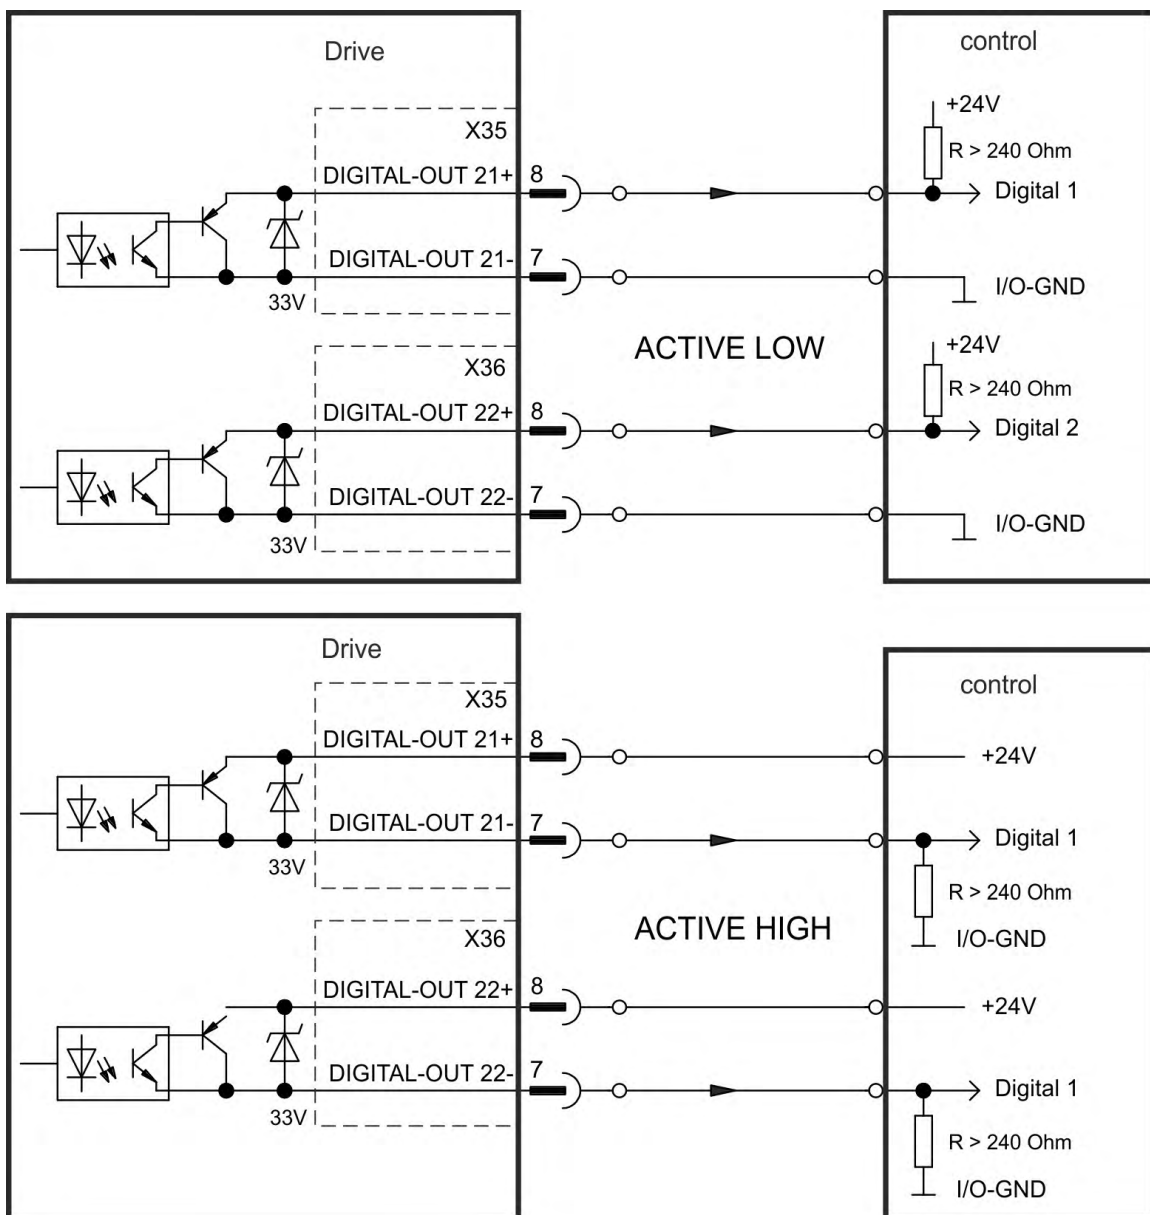 Drive
control
+24V
X35
R > 240 Ohm
DIGITAL-OUT 21+ 8
Digital 1
DIGITAL-OUT 21- 7
I/O-GND
33V
ACTIVE LOW
+24V
X36
R > 240 Ohm
DIGITAL-OUT 22+ 8
Digital 2
DIGITAL-OUT 22- 7
I/O-GND
33V
Drive
control
X35
DIGITAL-OUT 21+ 8
+24V
DIGITAL-OUT 21- 7
Digital 1
33V
R > 240 Ohm
I/O-GND
ACTIVE HIGH
X36
DIGITAL-OUT 22+ 8
+24V
DIGITAL-OUT 22- 7
Digital 1
33V
R > 240 Ohm
I/O-GND